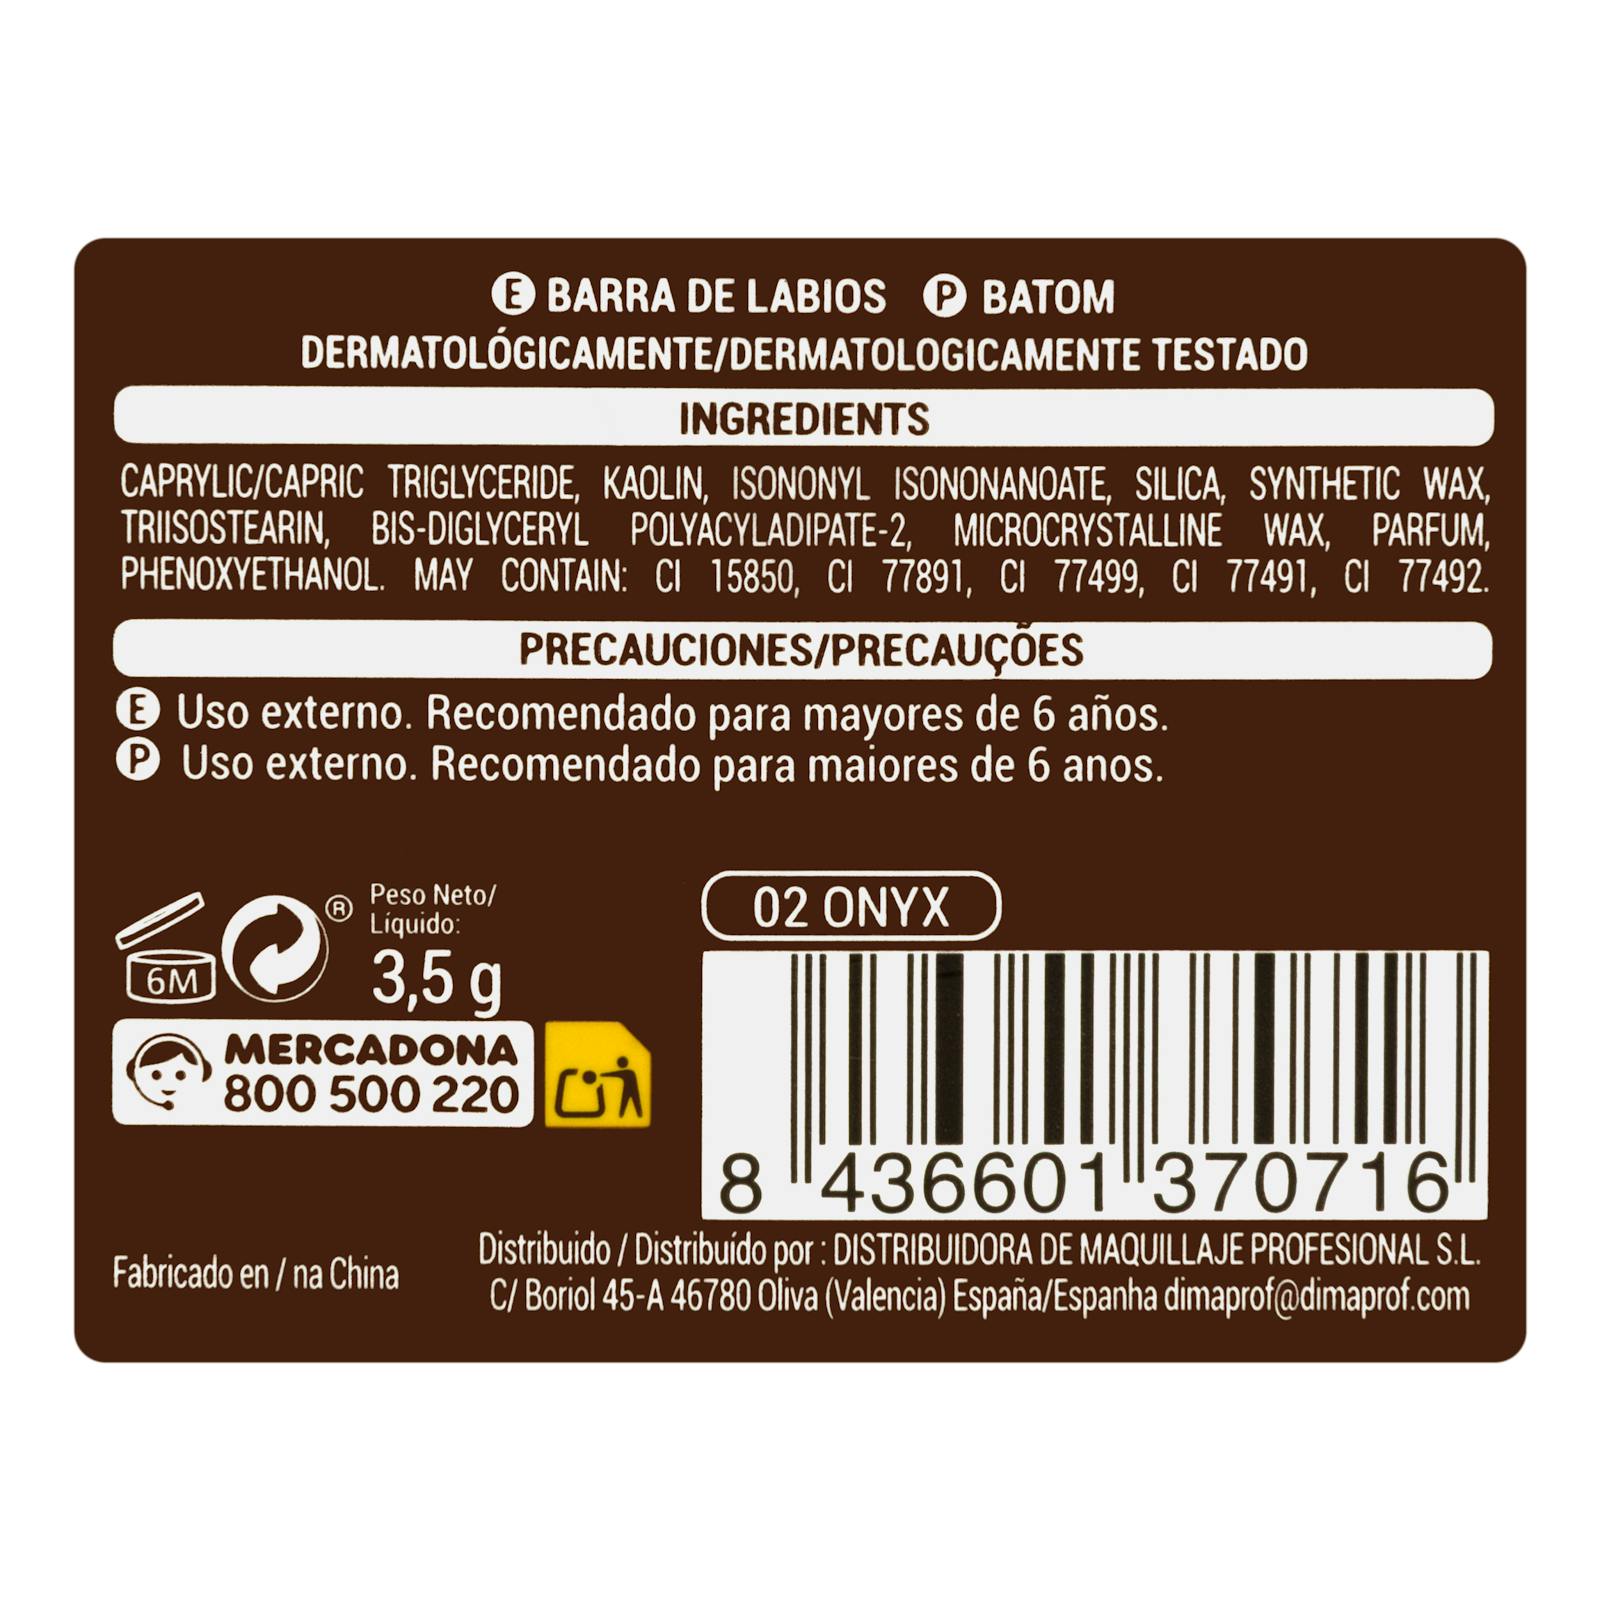 E BARRA DE LABIOS P BATOM
DERMATOLÓGICAMENTE/DERMATOLOGICAMENTE TESTADO
INGREDIENTS
CAPRYLIC/CAPRIC TRIGLYCERIDE, KAOLIN, ISONONYL ISONONANOATE, SILICA, SYNTHETIC WAX,
TRIISOSTEARIN, BIS-DIGLYCERYL POLYACYLADIPATE-2, MICROCRYSTALLINE WAX, PARFUM,
PHENOXYETHANOL. MAY CONTAIN: CI 15850, CI 77891, CI 77499, CI 77491, CI 77492.
PRECAUCIONES/PRECAUÇÕES
E Uso externo. Recomendado para mayores de 6 años.
P Uso externo. Recomendado para maiores de 6 anos.
6M
®
Peso Neto/
Líquido:
3,5 g
MERCADONA
800 500 220
02 ONYX
8 436601 370716
Fabricado en / na China
Distribuido / Distribuído por : DISTRIBUIDORA DE MAQUILLAJE PROFESIONAL S.L.
C/ Boriol 45-A 46780 Oliva (Valencia) España/Espanha dimaprof@dimaprof.com